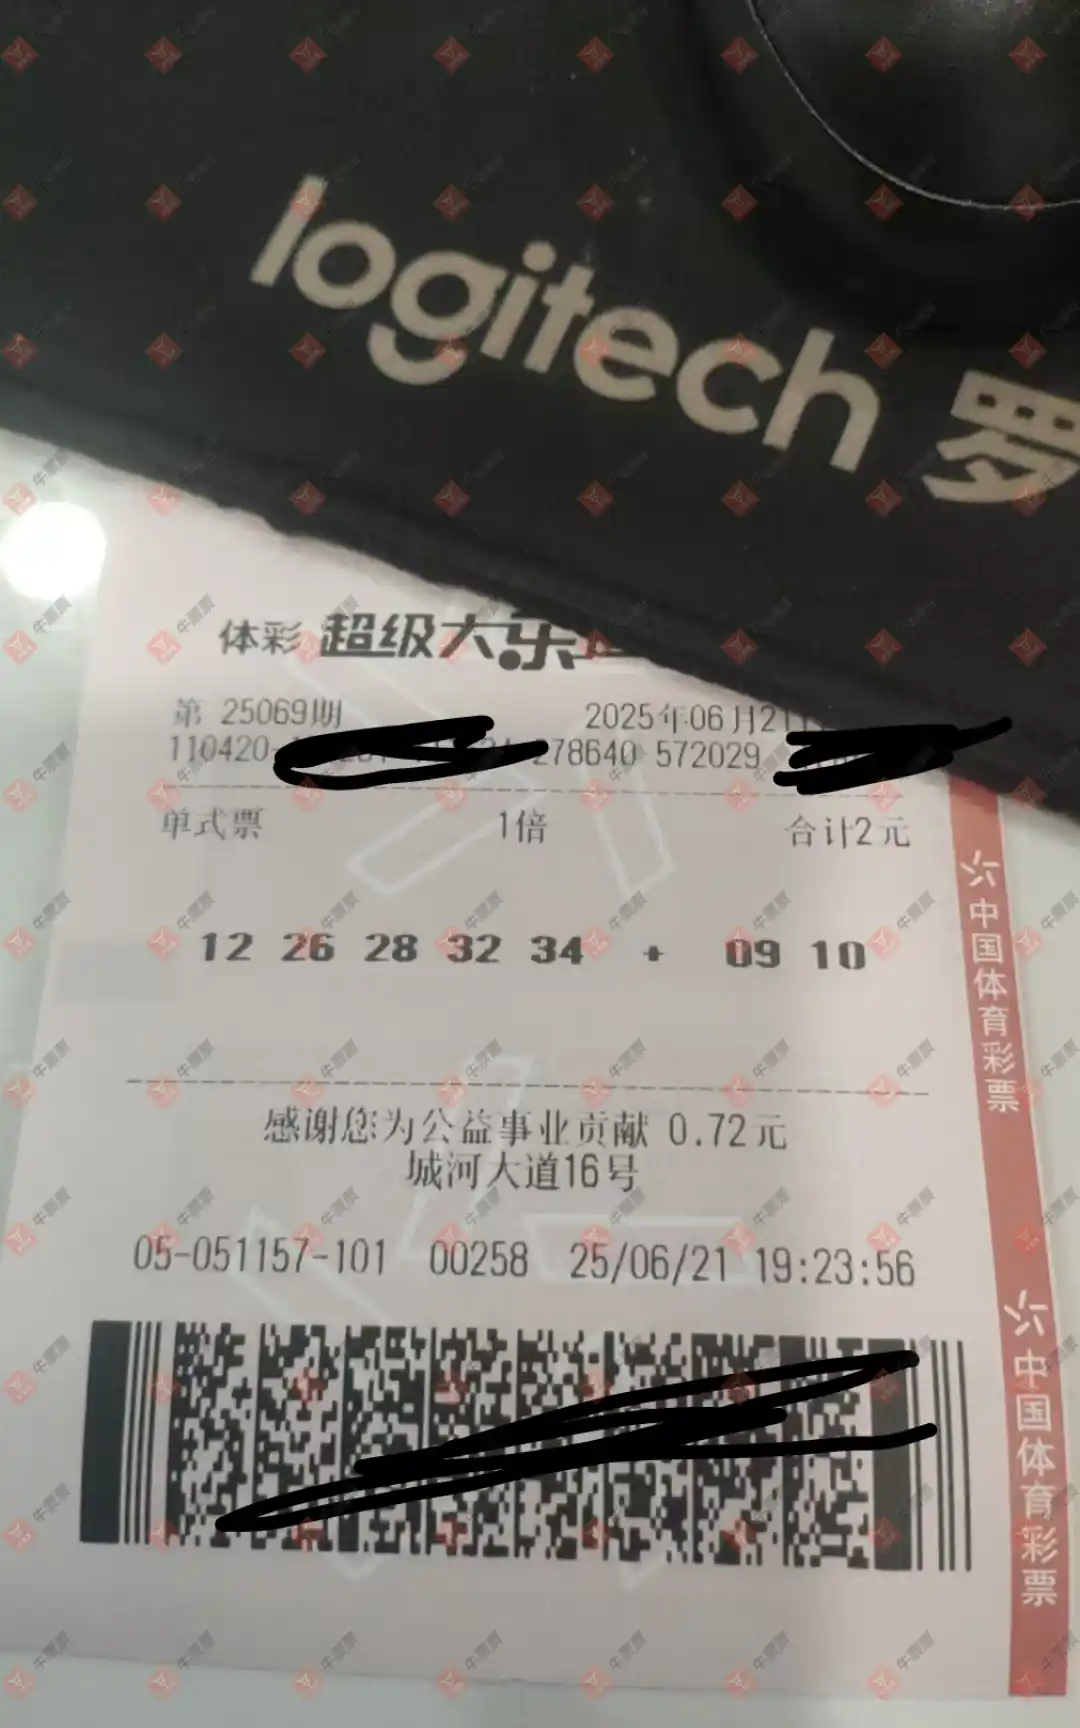 logitech 罗
体彩 超级大乐
第 25069期 2025年06月21
110420- 278640 572029
单式票 1倍 合计2元
12 26 28 32 34 + 09 10
感谢您为公益事业贡献 0.72元
城河大道16号
05-051157-101 00258 25/06/21 19:23:56
中国体育彩票
中国体育彩票
牛票票